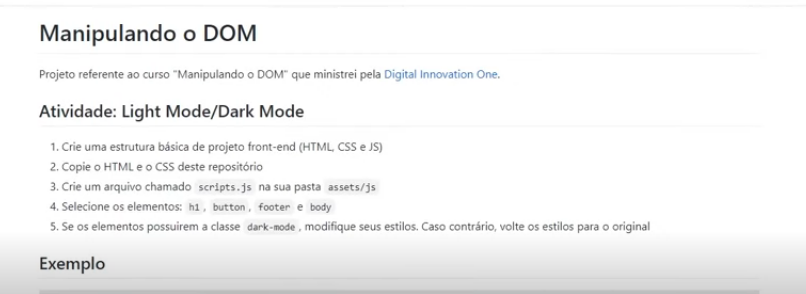 Manipulando o DOM
Projeto referente ao curso "Manipulando o DOM" que ministrei pela Digital Innovation One.
Atividade: Light Mode/Dark Mode
1. Crie uma estrutura básica de projeto front-end (HTML, CSS e JS)
2. Copie o HTML e o CSS deste repositório
3. Crie um arquivo chamado scripts.js na sua pasta assets/js
4. Selecione os elementos: h1, button, footer e body
5. Se os elementos possuirem a classe dark-mode, modifique seus estilos. Caso contrário, volte os estilos para o original
Exemplo